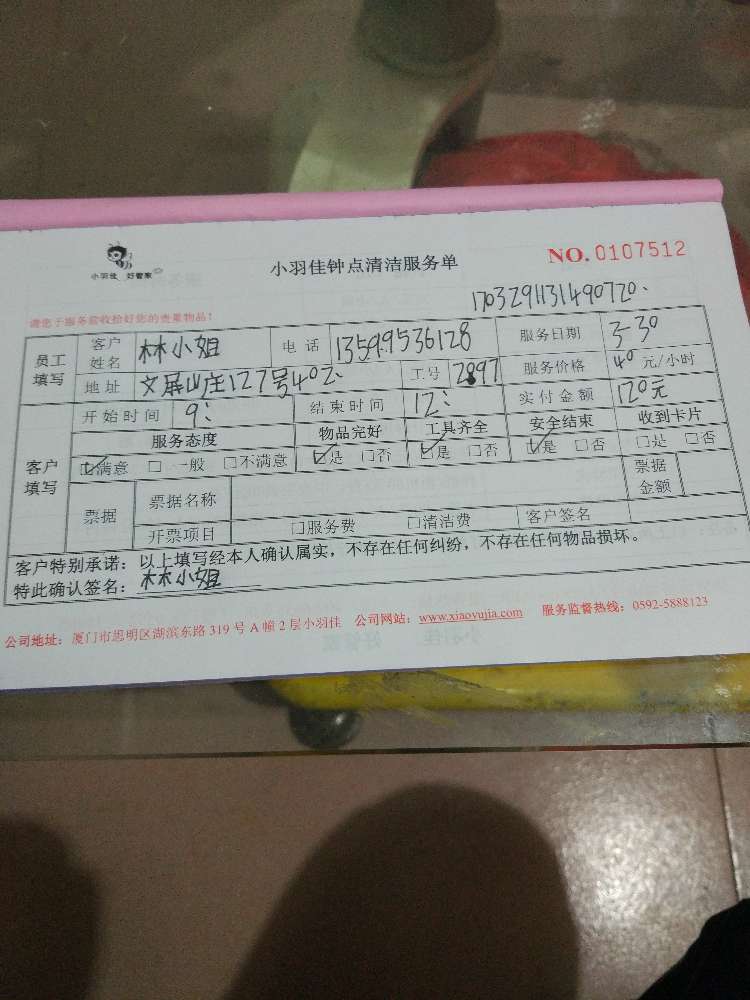 小羽佳 好管家
小羽佳钟点清洁服务单
NO. 0107512
请您于服务前收拾好您的贵重物品!
1703291131490720.
员工填写 客户姓名 林小姐 电话 13599536128 服务日期 3-30
地址 文屏山庄127号402. 工号 2897 服务价格 40 元/小时
客户填写 开始时间 9: 结束时间 12: 实付金额 120元
服务态度 物品完好 工具齐全 安全结束 收到卡片
☑满意 □一般 □不满意 ☑是 □否 ☑是 □否 ☑是 □否 □是 □否
票据 票据名称 票据金额
开票项目 □服务费 □清洁费 客户签名
客户特别承诺:以上填写经本人确认属实,不存在任何纠纷,不存在任何物品损坏。
特此确认签名:林小姐
公司地址:厦门市思明区湖滨东路 319 号 A 幢 2 层小羽佳 公司网站:www.xiaoyujia.com 服务监督热线:0592-5888123